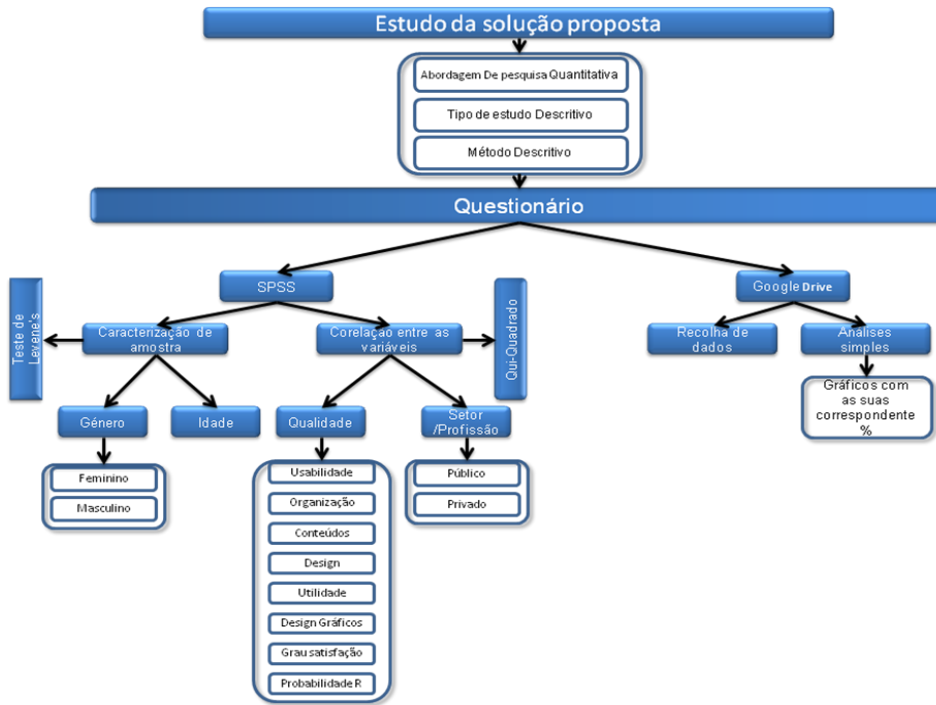 Estudo da solução proposta
Abordagem De pesquisa Quantitativa
Tipo de estudo Descritivo
Método Descritivo
Questionário
SPSS
Google Drive
Teste de
Levene's
Caracterização de
amostra
Corelação entre as
variáveis
Qui-Quadrado
Recolha de
dados
Análises
simples
Gráficos com
as suas
correspondente
%
Género
Idade
Qualidade
Setor
/Profissão
Feminino
Masculino
Usabilidade
Organização
Conteúdos
Design
Utilidade
Design Gráficos
Grau satisfação
Probabilidade R
Público
Privado